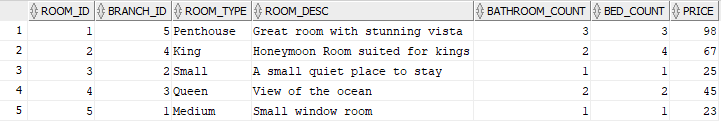 ROOM_ID BRANCH_ID ROOM_TYPE ROOM_DESC BATHROOM_COUNT BED_COUNT PRICE
1 1 5 Penthouse Great room with stunning vista 3 3 98
2 2 4 King Honeymoon Room suited for kings 2 4 67
3 3 2 Small A small quiet place to stay 1 1 25
4 4 3 Queen View of the ocean 2 2 45
5 5 1 Medium Small window room 1 1 23